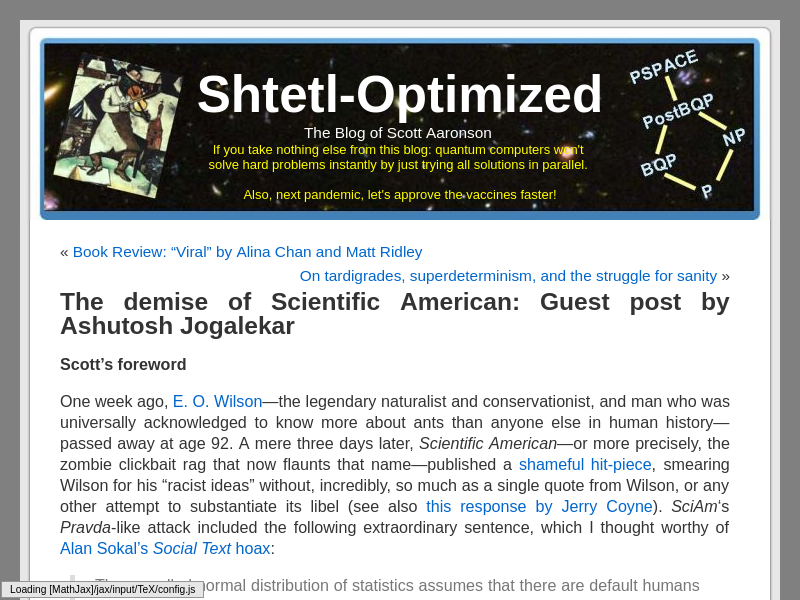 Shtetl-Optimized
The Blog of Scott Aaronson
If you take nothing else from this blog: quantum computers won't
solve hard problems instantly by just trying all solutions in parallel.
Also, next pandemic, let's approve the vaccines faster!
PSPACE
PostBQP
NP
BQP
P
« Book Review: “Viral” by Alina Chan and Matt Ridley
On tardigrades, superdeterminism, and the struggle for sanity »
The demise of Scientific American: Guest post by
Ashutosh Jogalekar
Scott’s foreword
One week ago, E. O. Wilson—the legendary naturalist and conservationist, and man who was
universally acknowledged to know more about ants than anyone else in human history—
passed away at age 92. A mere three days later, Scientific American—or more precisely, the
zombie clickbait rag that now flaunts that name—published a shameful hit-piece, smearing
Wilson for his “racist ideas” without, incredibly, so much as a single quote from Wilson, or any
other attempt to substantiate its libel (see also this response by Jerry Coyne). SciAm‘s
Pravda-like attack included the following extraordinary sentence, which I thought worthy of
Alan Sokal’s Social Text hoax:
normal distribution of statistics assumes that there are default humans
Loading [MathJax]/jax/input/TeX/config.js